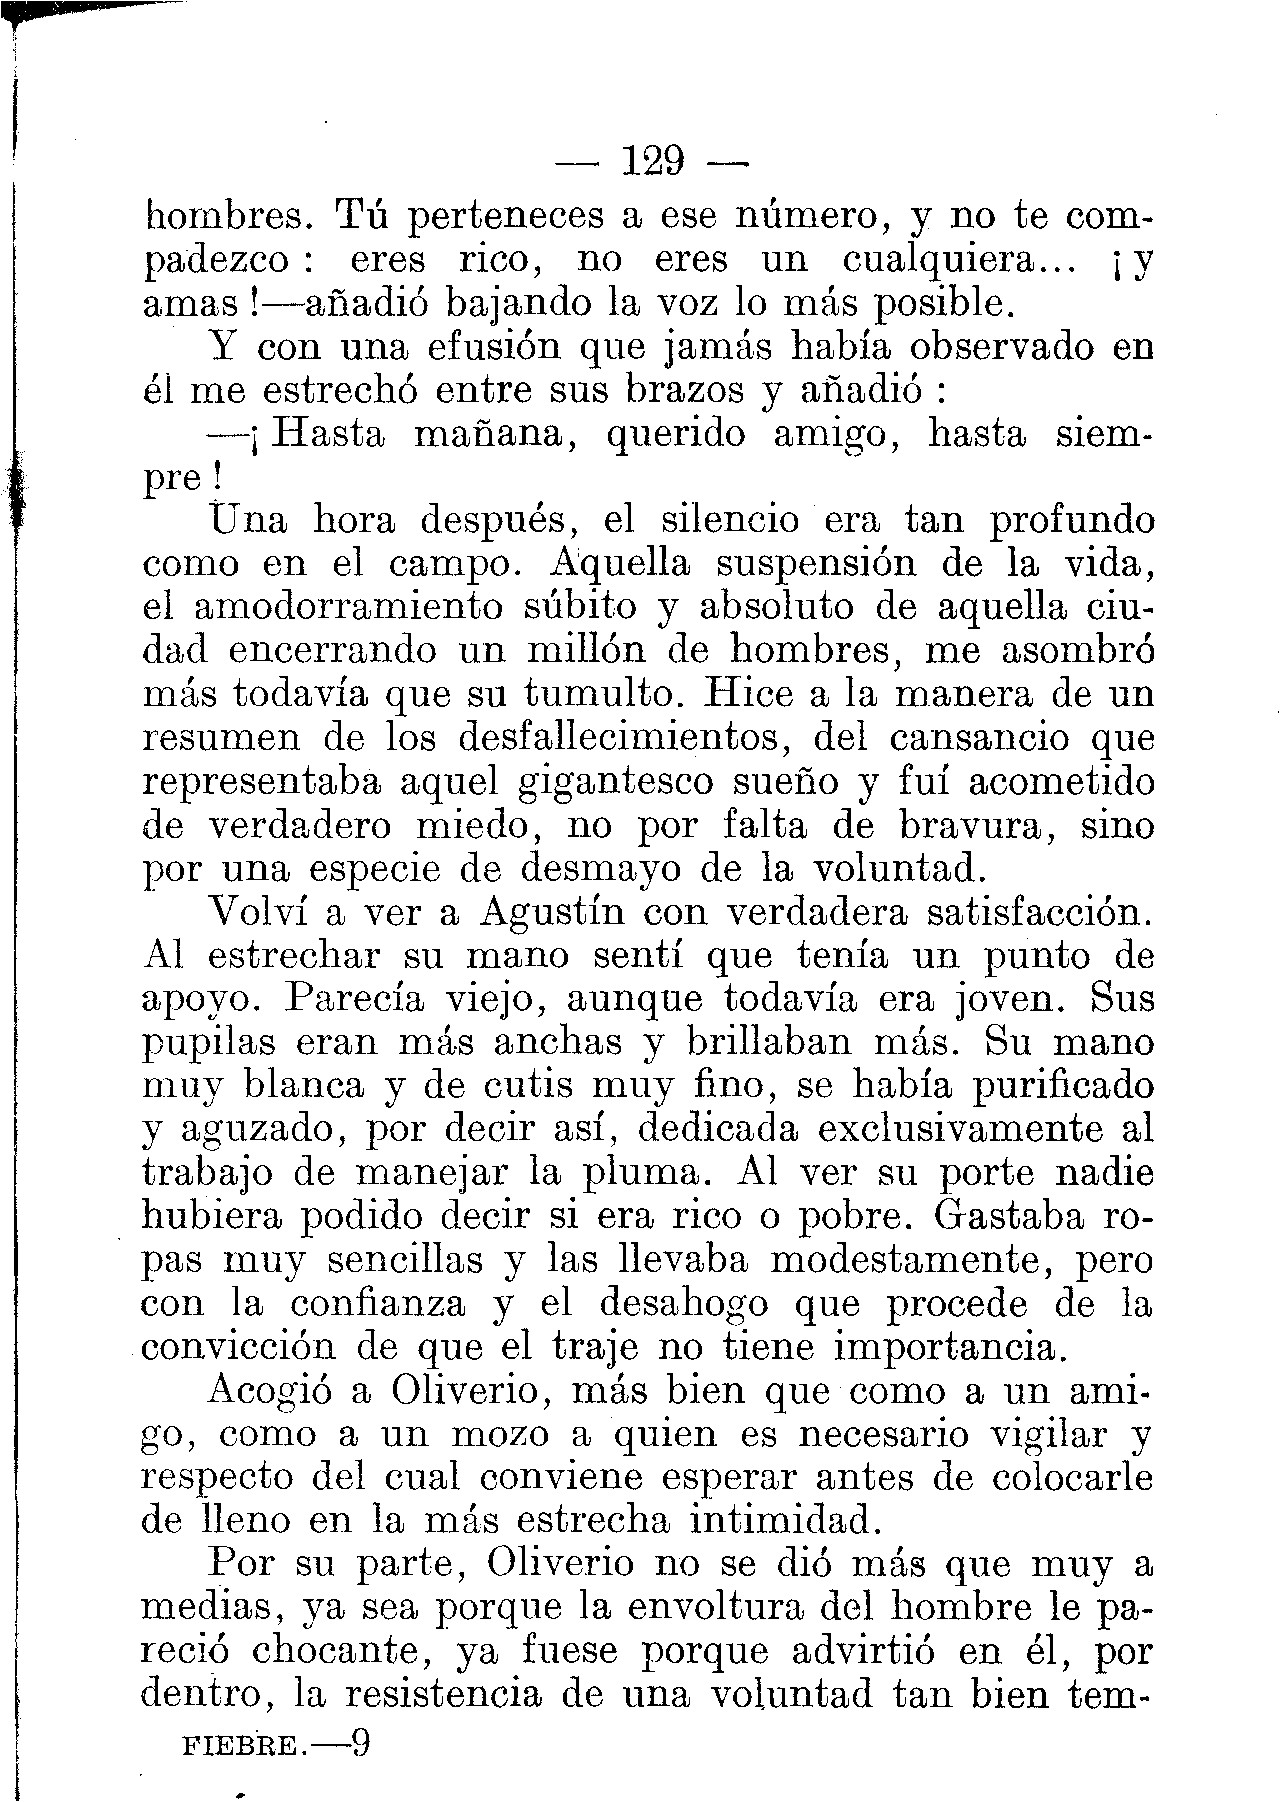 — 129 —
hombres. Tú perteneces a ese número, y no te com-
padezco : eres rico, no eres un cualquiera... ¡ y
amas !—añadió bajando la voz lo más posible.
Y con una efusión que jamás había observado en
él me estrechó entre sus brazos y añadió :
—¡ Hasta mañana, querido amigo, hasta siem-
pre !
Una hora después, el silencio era tan profundo
como en el campo. Aquella suspensión de la vida,
el amodorramiento súbito y absoluto de aquella ciu-
dad encerrando un millón de hombres, me asombró
más todavía que su tumulto. Hice a la manera de un
resumen de los desfallecimientos, del cansancio que
representaba aquel gigantesco sueño y fuí acometido
de verdadero miedo, no por falta de bravura, sino
por una especie de desmayo de la voluntad.
Volví a ver a Agustín con verdadera satisfacción.
Al estrechar su mano sentí que tenía un punto de
apoyo. Parecía viejo, aunque todavía era joven. Sus
pupilas eran más anchas y brillaban más. Su mano
muy blanca y de cutis muy fino, se había purificado
y aguzado, por decir así, dedicada exclusivamente al
trabajo de manejar la pluma. Al ver su porte nadie
hubiera podido decir si era rico o pobre. Gastaba ro-
pas muy sencillas y las llevaba modestamente, pero
con la confianza y el desahogo que procede de la
convicción de que el traje no tiene importancia.
Acogió a Oliverio, más bien que como a un ami-
go, como a un mozo a quien es necesario vigilar y
respecto del cual conviene esperar antes de colocarle
de lleno en la más estrecha intimidad.
Por su parte, Oliverio no se dió más que muy a
medias, ya sea porque la envoltura del hombre le pa-
reció chocante, ya fuese porque advirtió en él, por
dentro, la resistencia de una voluntad tan bien tem-
FIEBRE.—9